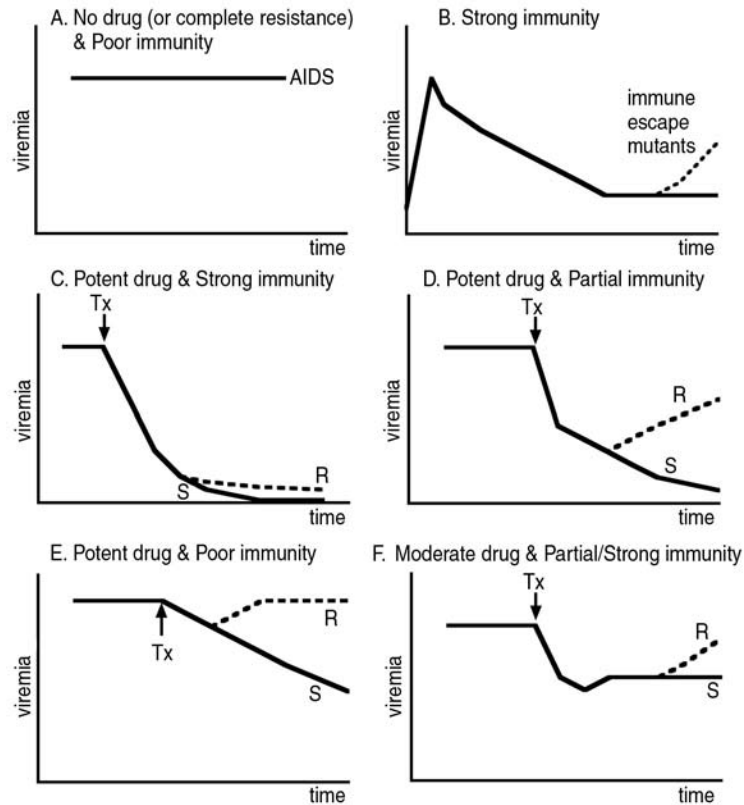 A. No drug (or complete resistance)
& Poor immunity
AIDS
viremia
time
B. Strong immunity
immune
escape
mutants
viremia
time
C. Potent drug & Strong immunity
Tx
R
S
viremia
time
D. Potent drug & Partial immunity
Tx
R
S
viremia
time
E. Potent drug & Poor immunity
R
Tx
S
viremia
time
F. Moderate drug & Partial/Strong immunity
Tx
R
S
viremia
time